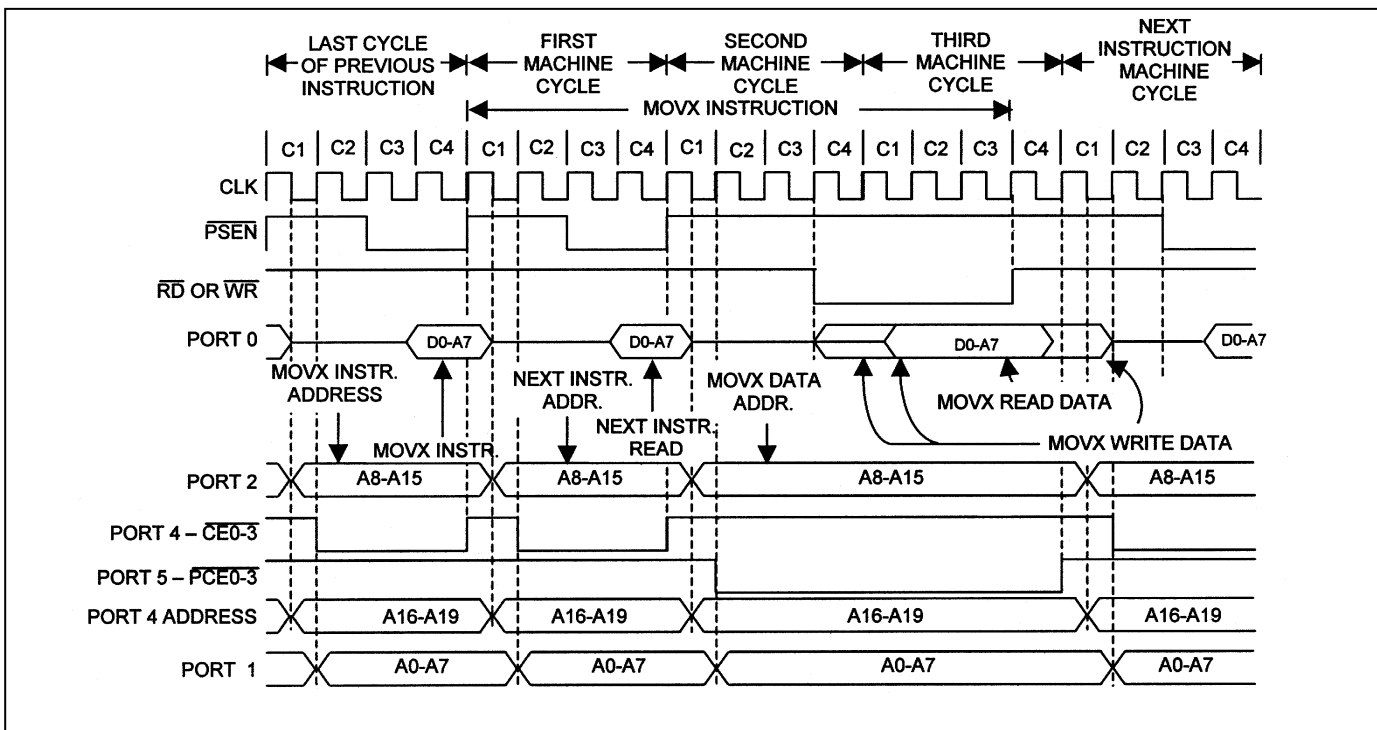 LAST CYCLE
OF PREVIOUS
INSTRUCTION
FIRST
MACHINE
CYCLE
SECOND
MACHINE
CYCLE
THIRD
MACHINE
CYCLE
NEXT
INSTRUCTION
MACHINE
CYCLE
MOVX INSTRUCTION
C1 C2 C3 C4 C1 C2 C3 C4 C1 C2 C3 C4 C1 C2 C3 C4 C1 C2 C3 C4
CLK
PSEN
RD OR WR
PORT 0 D0-A7 D0-A7 D0-A7 D0-A7
MOVX INSTR.
ADDRESS
MOVX INSTR.
NEXT INSTR.
ADDR.
NEXT INSTR.
READ
MOVX DATA
ADDR.
MOVX READ DATA
MOVX WRITE DATA
PORT 2 A8-A15 A8-A15 A8-A15 A8-A15
PORT 4 – CE0-3
PORT 5 – PCE0-3
PORT 4 ADDRESS A16-A19 A16-A19 A16-A19 A16-A19
PORT 1 A0-A7 A0-A7 A0-A7 A0-A7